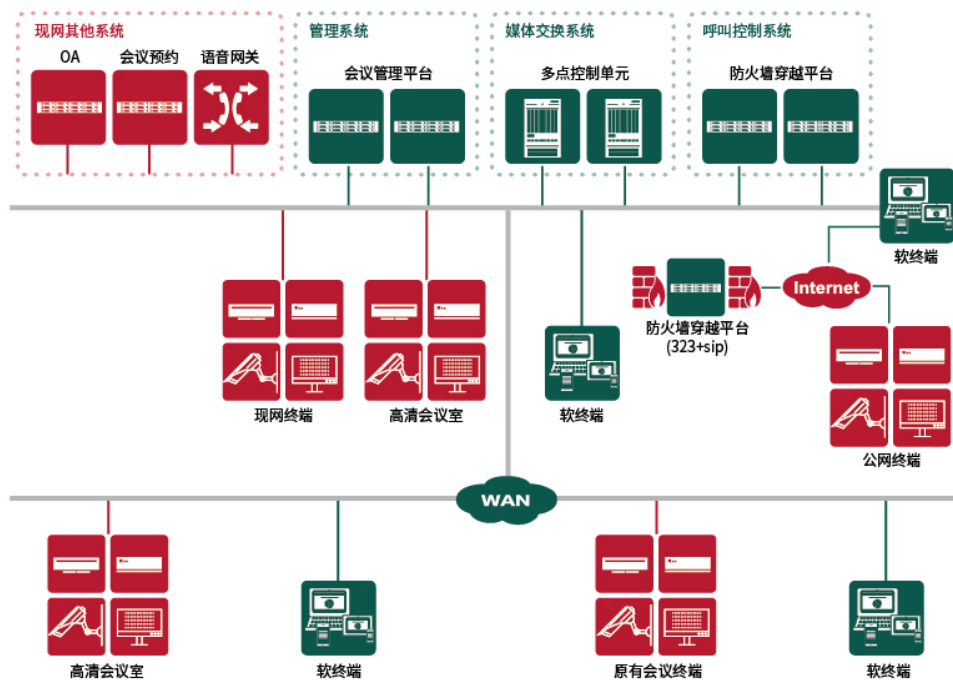 现网其他系统
管理系统
媒体交换系统
呼叫控制系统
OA
会议预约
语音网关
会议管理平台
多点控制单元
防火墙穿越平台
软终端
Internet
防火墙穿越平台
(323+sip)
现网终端
高清会议室
软终端
公网终端
WAN
高清会议室
软终端
原有会议终端
软终端